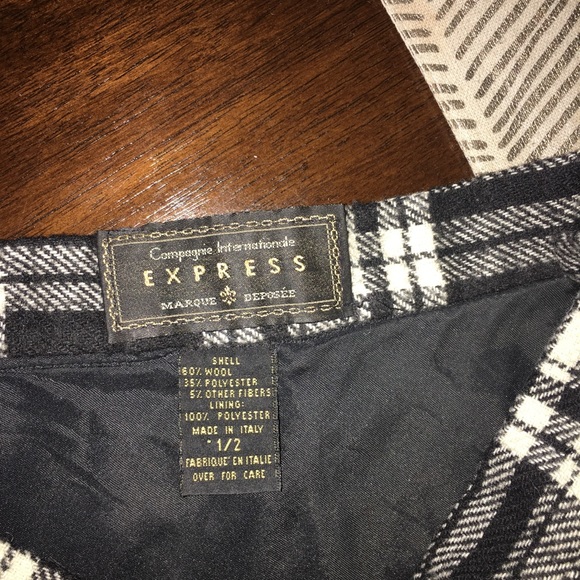 Compagnie Internationale
EXPRESS
MARQUE DEPOSÉE
SHELL
60% WOOL
35% POLYESTER
5% OTHER FIBERS
LINING:
100% POLYESTER
MADE IN ITALY
1/2
FABRIQUE' EN ITALIE
OVER FOR CARE